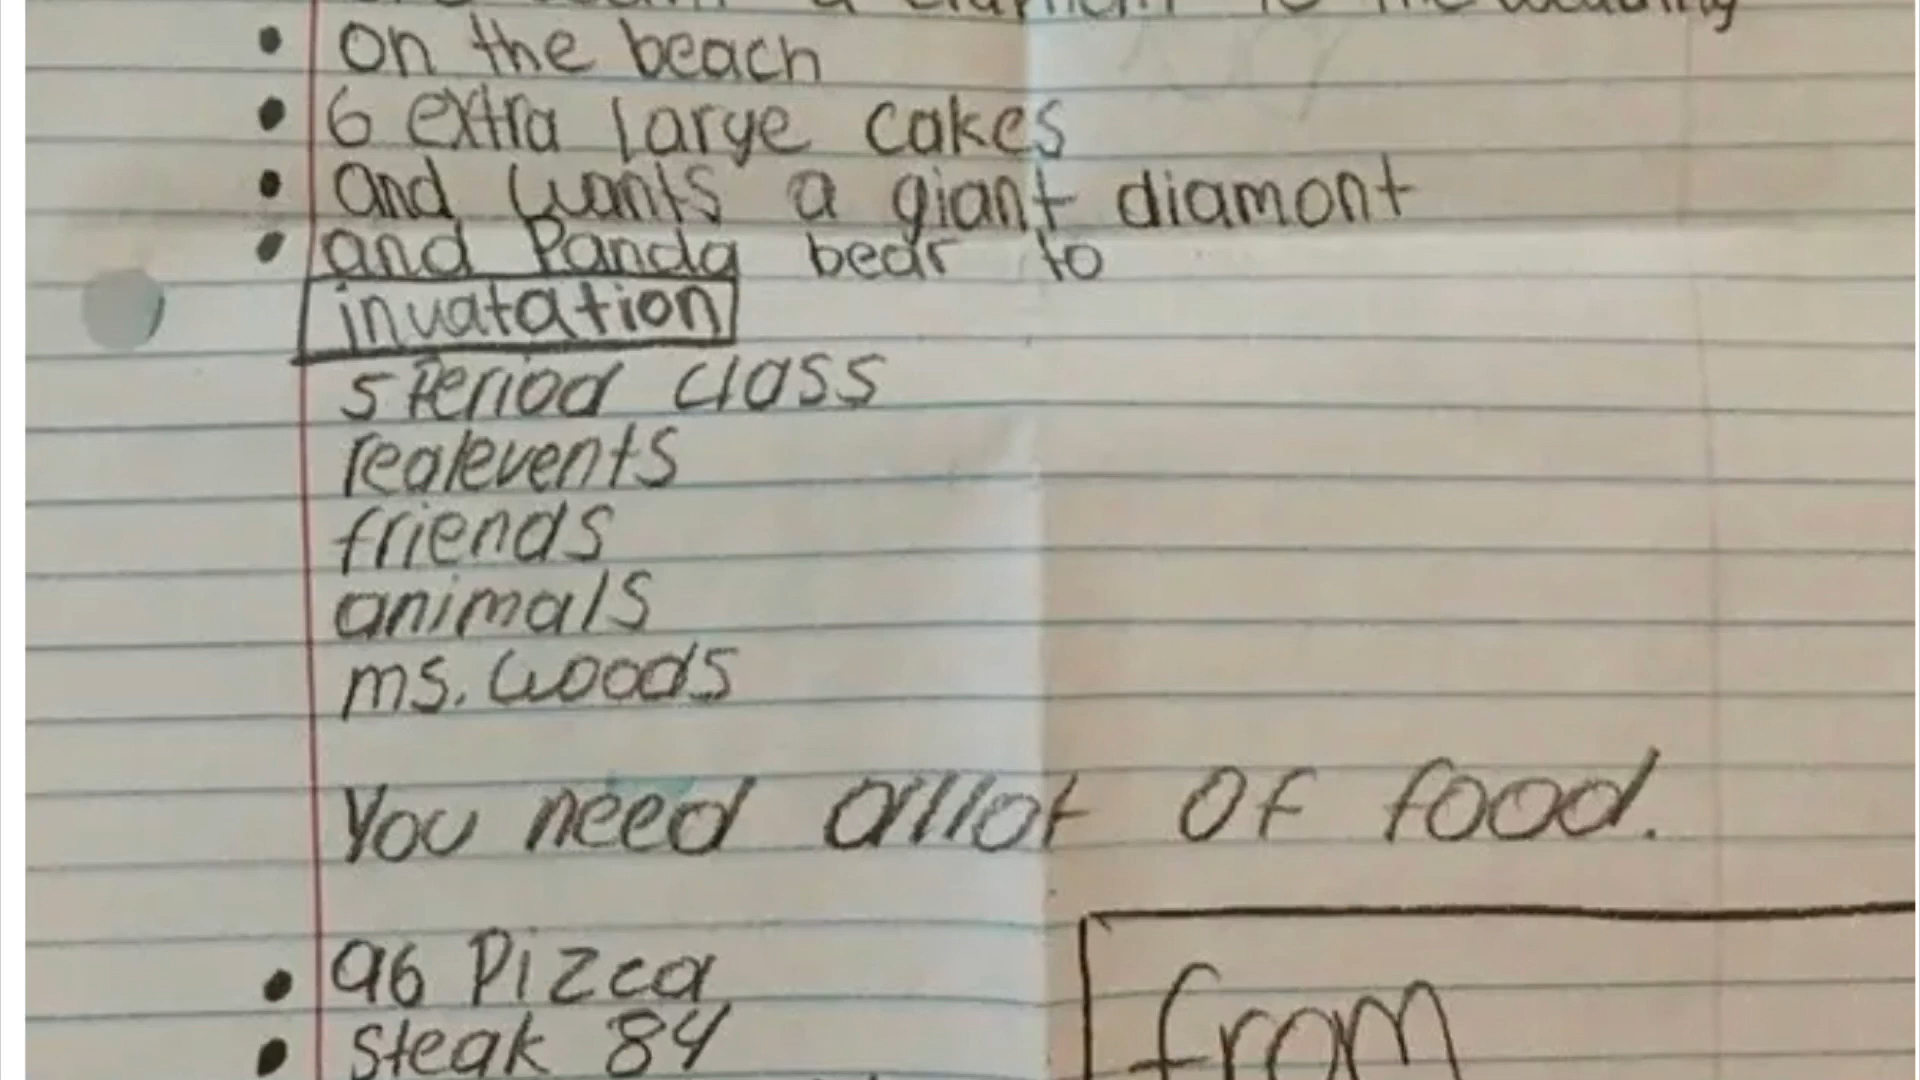 • on the beach
• 6 extra large cakes
• and wants a giant diamont
• and Panda bear to
invatation
5 Period class
realevents
friends
animals
ms. woods
You need allot of food.
• 96 Pizca
• Steak 84
from